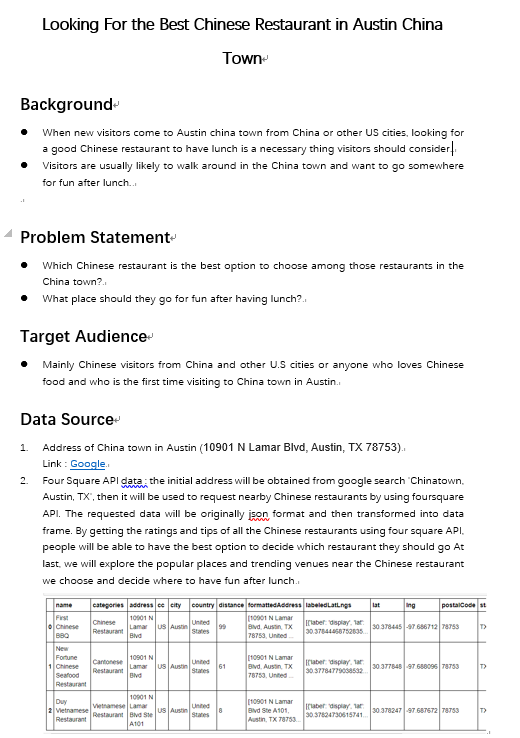 Looking For the Best Chinese Restaurant in Austin China
Town
Background
When new visitors come to Austin china town from China or other US cities, looking for
a good Chinese restaurant to have lunch is a necessary thing visitors should consider.
Visitors are usually likely to walk around in the China town and want to go somewhere
for fun after lunch.
Problem Statement
Which Chinese restaurant is the best option to choose among those restaurants in the
China town?
What place should they go for fun after having lunch?
Target Audience
Mainly Chinese visitors from China and other U.S cities or anyone who loves Chinese
food and who is the first time visiting to China town in Austin.
Data Source
1. Address of China town in Austin (10901 N Lamar Blvd, Austin, TX 78753).
Link : Google.
2. Four Square API data : the initial address will be obtained from google search 'Chinatown,
Austin, TX', then it will be used to request nearby Chinese restaurants by using foursquare
API. The requested data will be originally json format and then transformed into data
frame. By getting the ratings and tips of all the Chinese restaurants using four square API,
people will be able to have the best option to decide which restaurant they should go At
last, we will explore the popular places and trending venues near the Chinese restaurant
we choose and decide where to have fun after lunch.
name categories address cc city country distance formattedAddress labeledLatLngs lat lng postalCode st
0 First Chinese BBQ Chinese Restaurant 10901 N Lamar Blvd US Austin United States 99 [10901 N Lamar Blvd, Austin, TX 78753, United ... [{'label': 'display', 'lat': 30.37844468752835... 30.378445 -97.686712 78753 TX
1 New Fortune Chinese Seafood Restaurant Cantonese Restaurant 10901 N Lamar Blvd US Austin United States 61 [10901 N Lamar Blvd, Austin, TX 78753, United ... [{'label': 'display', 'lat': 30.37784779038532... 30.377848 -97.688096 78753 TX
2 Duy Vietnamese Restaurant Vietnamese Restaurant 10901 N Lamar Blvd Ste A101 US Austin United States 8 [10901 N Lamar Blvd Ste A101, Austin, TX 78753... [{'label': 'display', 'lat': 30.37824730615741... 30.378247 -97.687672 78753 TX